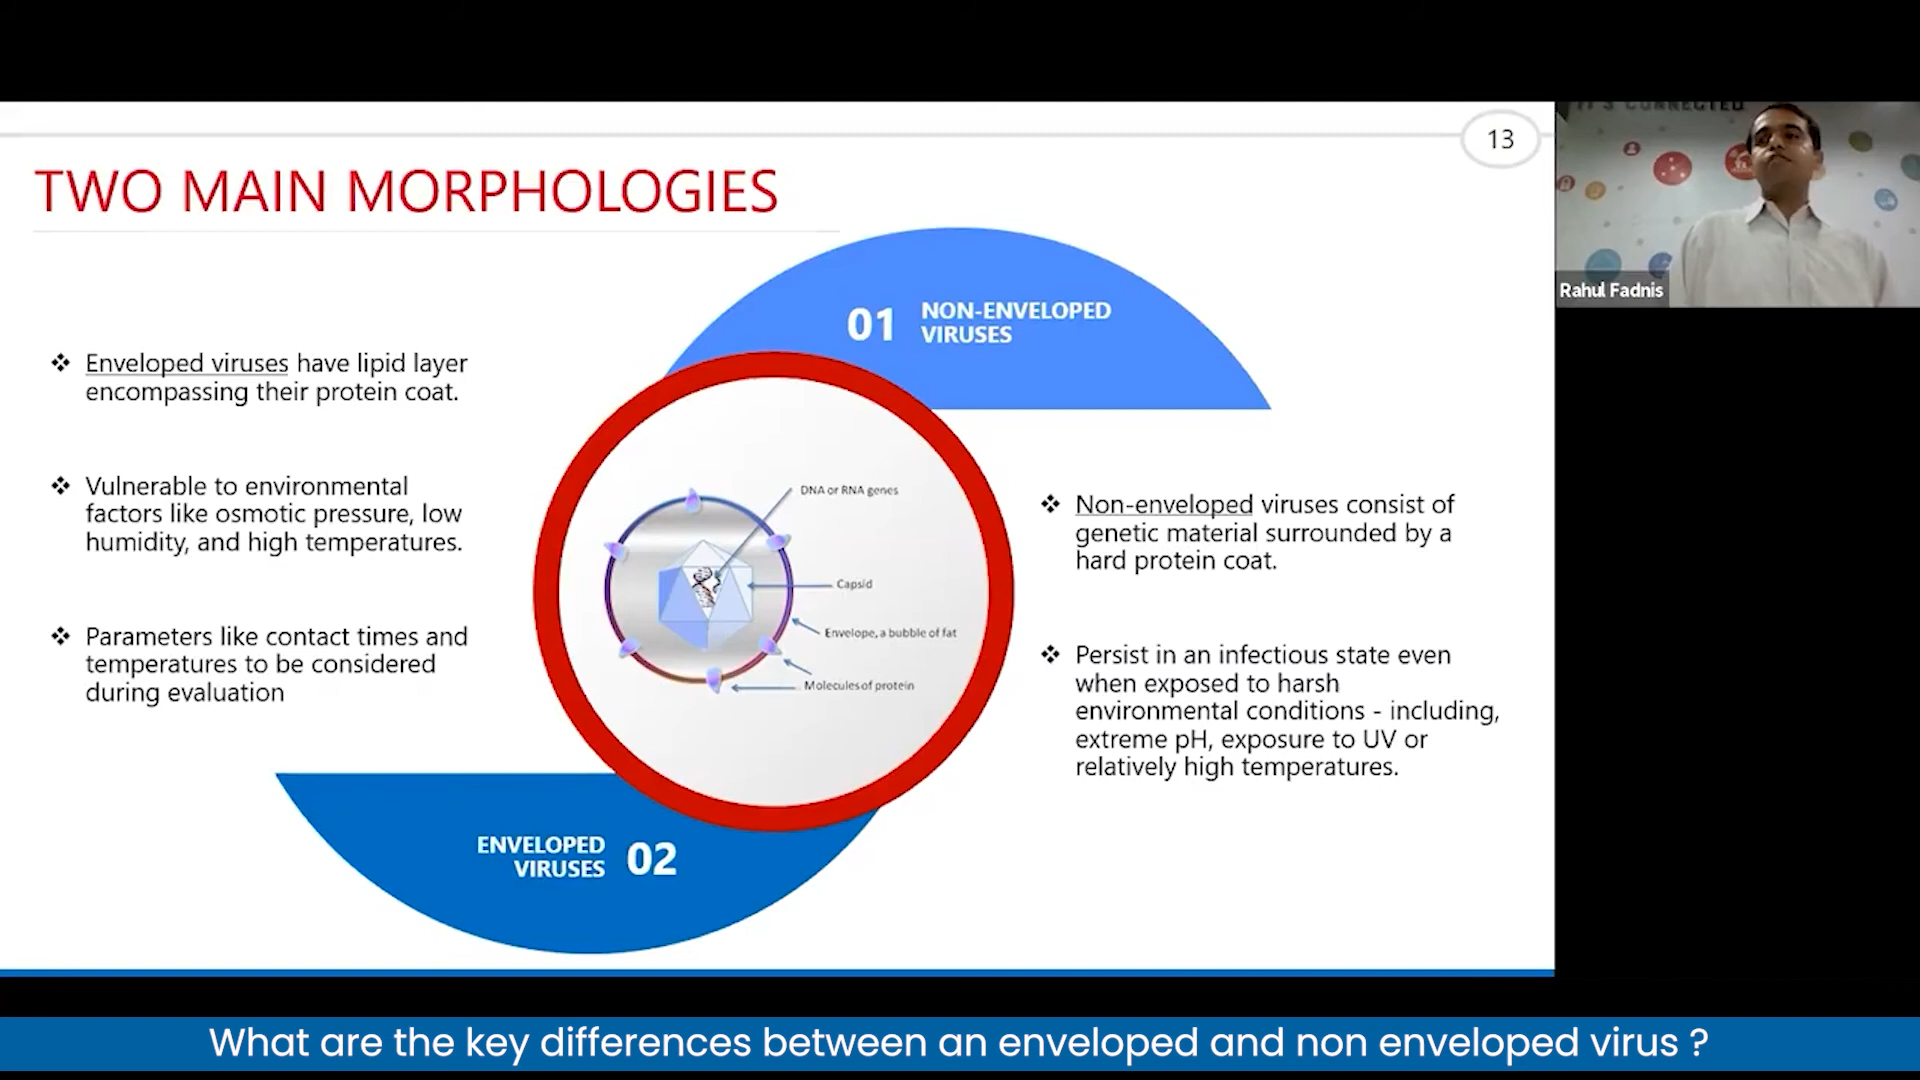 IT'S CONNECTED
13
TWO MAIN MORPHOLOGIES
01 NON-ENVELOPED
VIRUSES
❖ Enveloped viruses have lipid layer
encompassing their protein coat.
❖ Vulnerable to environmental
factors like osmotic pressure, low
humidity, and high temperatures.
❖ Parameters like contact times and
temperatures to be considered
during evaluation
DNA or RNA genes
Capsid
Envelope, a bubble of fat
Molecules of protein
❖ Non-enveloped viruses consist of
genetic material surrounded by a
hard protein coat.
❖ Persist in an infectious state even
when exposed to harsh
environmental conditions - including,
extreme pH, exposure to UV or
relatively high temperatures.
ENVELOPED
VIRUSES 02
Rahul Fadnis
What are the key differences between an enveloped and non enveloped virus ?